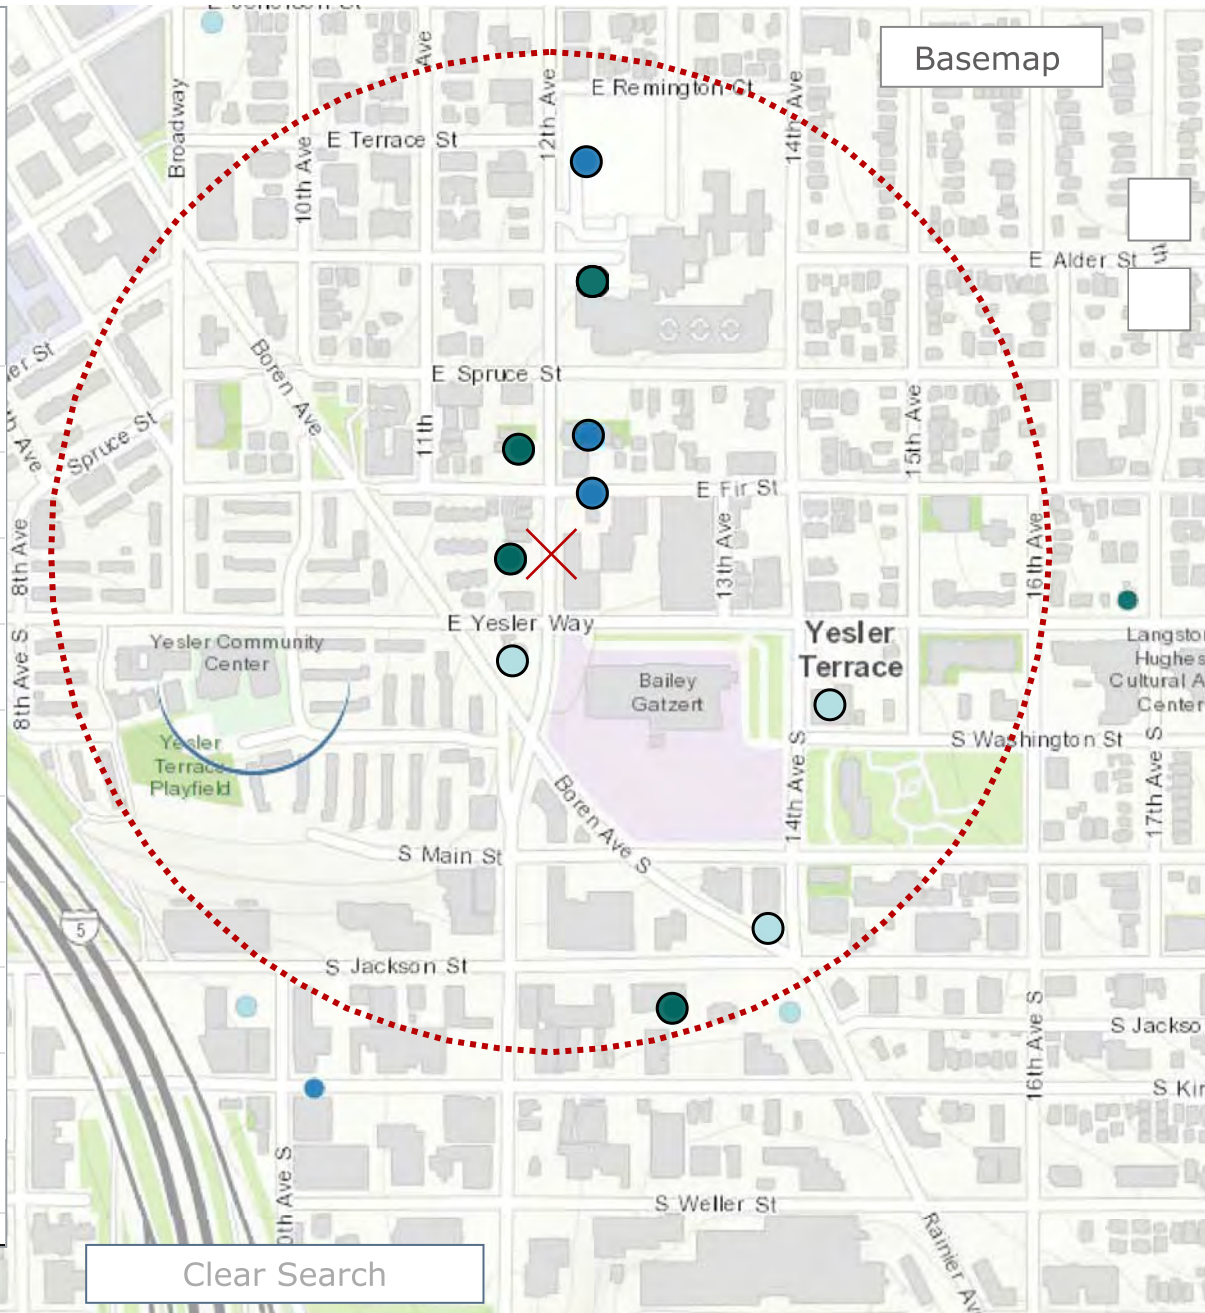 Basemap
E Remington Ct
Ave
12th Ave
14th Ave
Broadway
E Terrace St
10th Ave
E Alder St
Boren Ave
E Spruce St
11th
15th Ave
Spruce St
E Fir St
8th Ave
13th Ave
16th Ave
E Yesler Way
Yesler Community
Center
Yesler
Terrace
Bailey
Gatzert
8th Ave S
Yesler
Terrace
Playfield
S Washington St
14th Ave S
17th Ave S
Boren Ave S
S Main St
5
S Jackson St
16th Ave S
S Jackso
S Kir
S Weller St
0th Ave S
Rainier Av
Clear Search
Langston
Hughes
Cultural A
Center